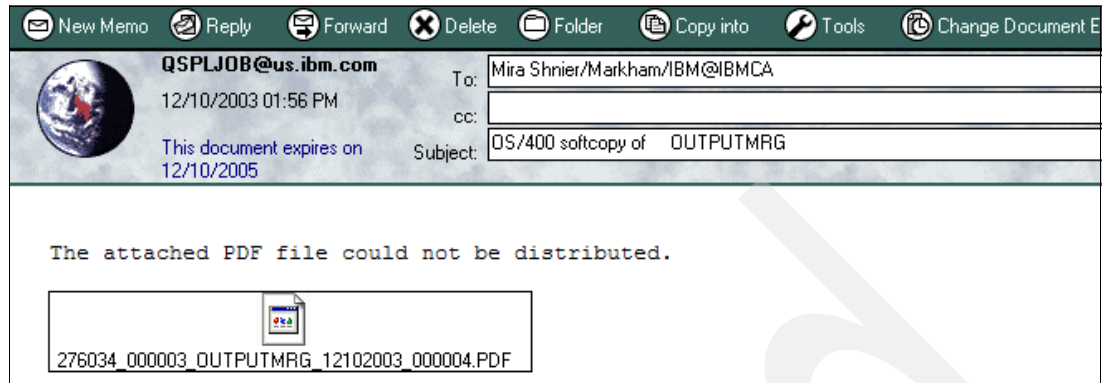 New Memo Reply Forward Delete Folder Copy into Tools Change Document E
QSPLJOB@us.ibm.com
To: Mira Shnier/Markham/IBM@IBMCA
12/10/2003 01:56 PM
cc:
This document expires on
12/10/2005
Subject: OS/400 softcopy of OUTPUTMRG
The attached PDF file could not be distributed.
276034_000003_OUTPUTMRG_12102003_000004.PDF